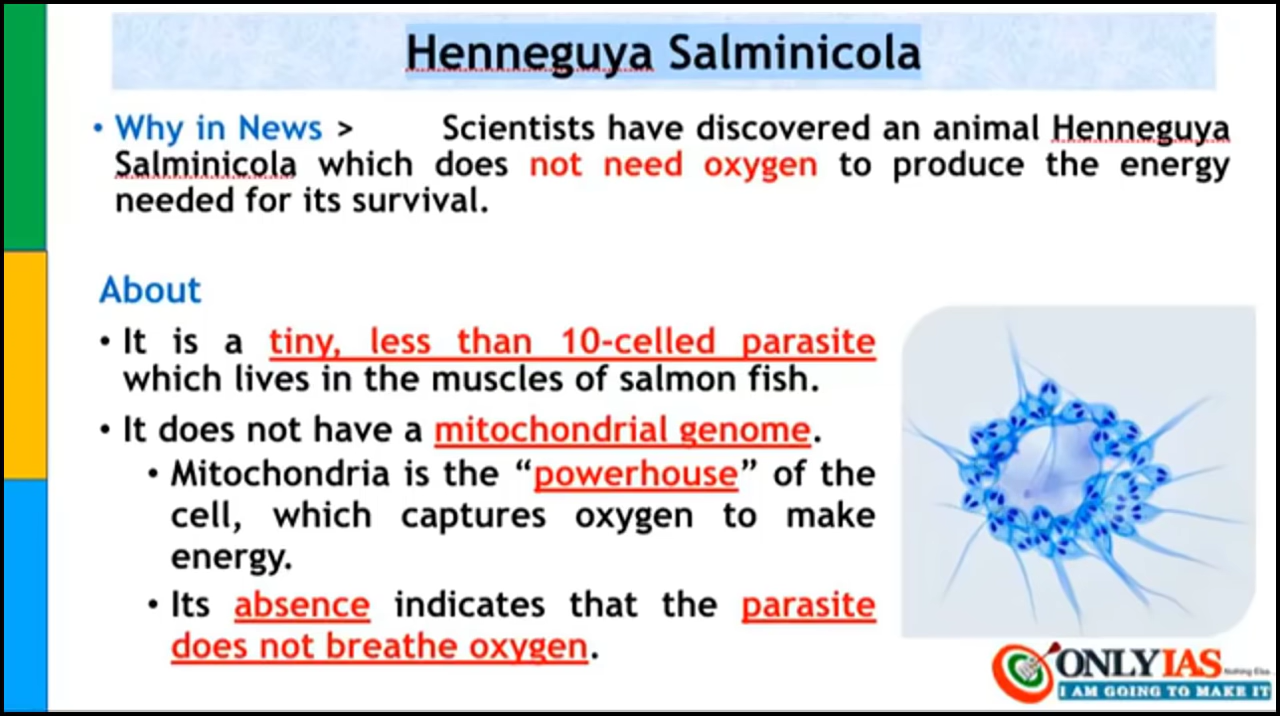 Henneguya Salminicola
• Why in News > Scientists have discovered an animal Henneguya
Salminicola which does not need oxygen to produce the energy
needed for its survival.
About
• It is a tiny, less than 10-celled parasite
which lives in the muscles of salmon fish.
• It does not have a mitochondrial genome.
• Mitochondria is the “powerhouse” of the
cell, which captures oxygen to make
energy.
• Its absence indicates that the parasite
does not breathe oxygen.
ONLYIAS Nothing Else..
I AM GOING TO MAKE IT